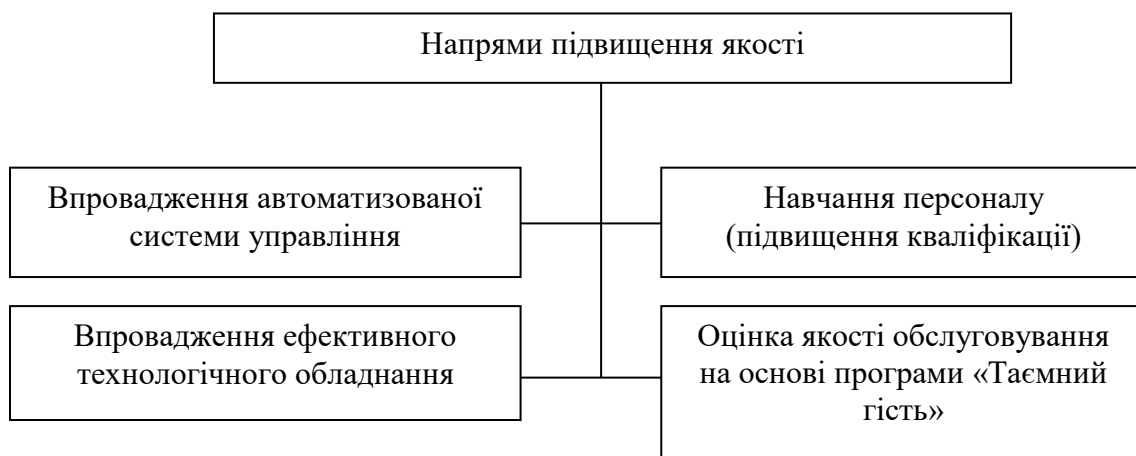 Напрями підвищення якості
Впровадження автоматизованої
системи управління
Навчання персоналу
(підвищення кваліфікації)
Впровадження ефективного
технологічного обладнання
Оцінка якості обслуговування
на основі програми «Таємний
гість»